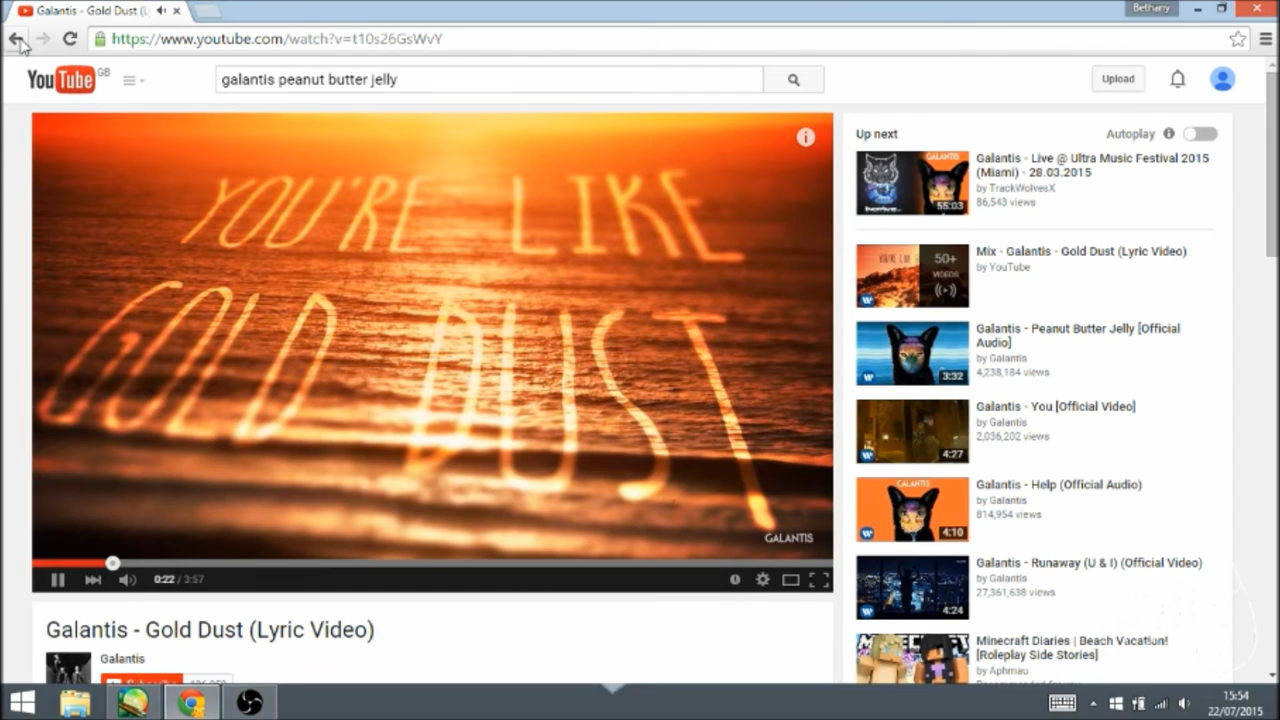 Galantis - Gold Dust (L
Bethany
https://www.youtube.com/watch?v=t10s26GsWvY
YouTube GB
galantis peanut butter jelly
Upload
YOU'RE LIKE
GOLD DUST
GALANTIS
0:22 / 3:57
Galantis - Gold Dust (Lyric Video)
Galantis
Subscribe
Up next
Autoplay
Galantis - Live @ Ultra Music Festival 2015
(Miami) - 28.03.2015
by TrackWolvesX
86,543 views
GALANTIS
55:03
Mix - Galantis - Gold Dust (Lyric Video)
by YouTube
50+
VIDEOS
Galantis - Peanut Butter Jelly [Official
Audio]
by Galantis
4,238,184 views
3:32
Galantis - You [Official Video]
by Galantis
2,036,202 views
4:27
Galantis - Help (Official Audio)
by Galantis
814,954 views
GALANTIS
4:10
Galantis - Runaway (U & I) (Official Video)
by Galantis
27,361,638 views
4:24
Minecraft Diaries | Beach Vacation!
[Roleplay Side Stories]
by Aphmau
15:54
22/07/2015